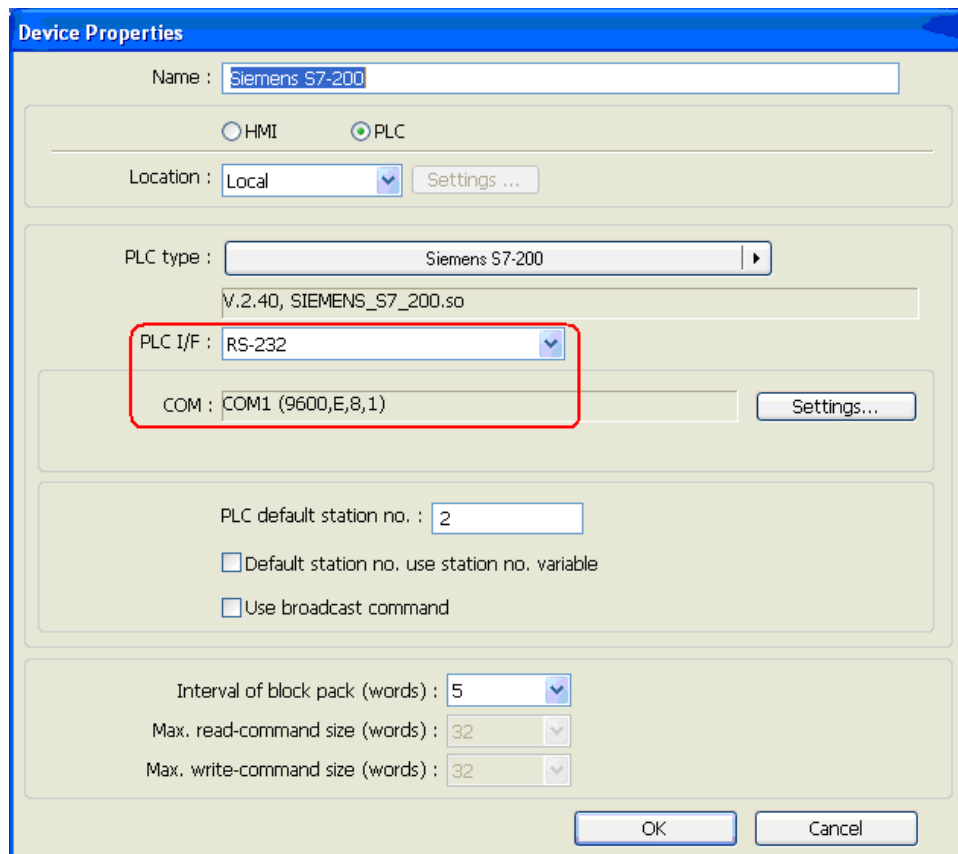 Device Properties
Name : Siemens S7-200
HMI PLC
Location : Local Settings ...
PLC type : Siemens S7-200
V.2.40, SIEMENS_S7_200.so
PLC I/F : RS-232
COM : COM1 (9600,E,8,1) Settings...
PLC default station no. : 2
Default station no. use station no. variable
Use broadcast command
Interval of block pack (words) : 5
Max. read-command size (words) : 32
Max. write-command size (words) : 32
OK Cancel